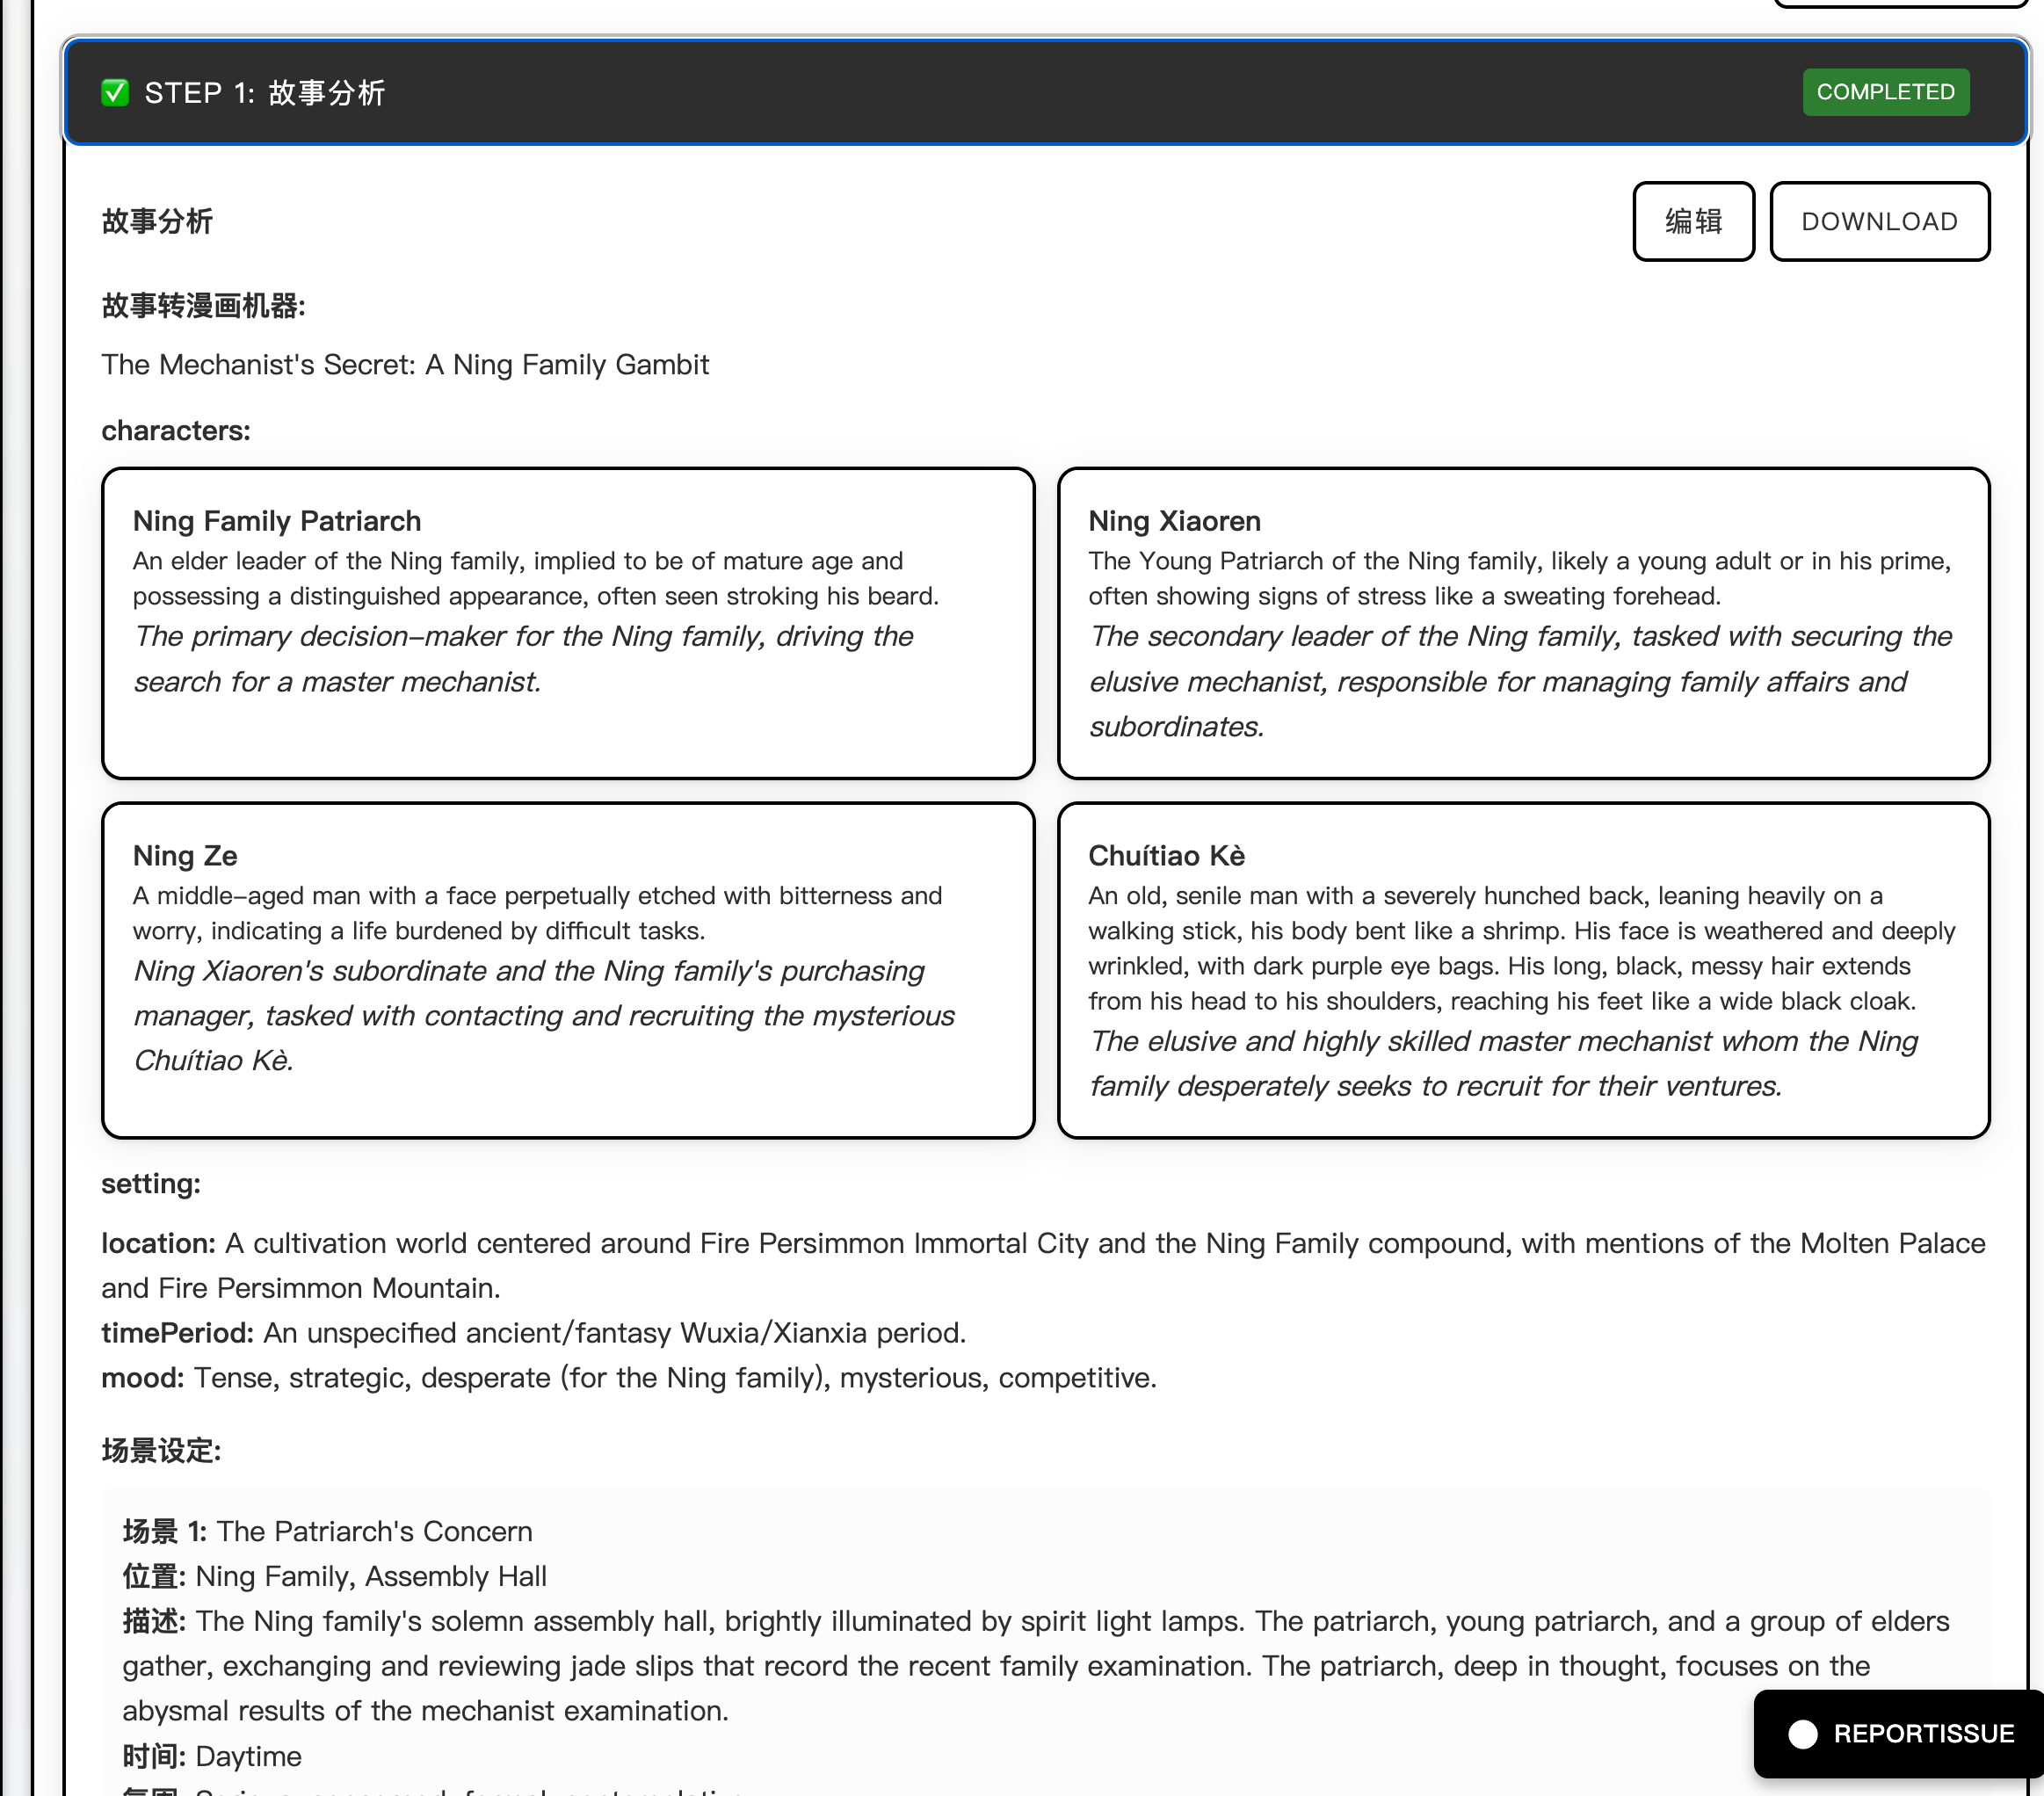 ✅ STEP 1: 故事分析
COMPLETED
故事分析
编辑
DOWNLOAD
故事转漫画机器:
The Mechanist's Secret: A Ning Family Gambit
characters:
Ning Family Patriarch
An elder leader of the Ning family, implied to be of mature age and
possessing a distinguished appearance, often seen stroking his beard.
The primary decision-maker for the Ning family, driving the
search for a master mechanist.
Ning Xiaoren
The Young Patriarch of the Ning family, likely a young adult or in his prime,
often showing signs of stress like a sweating forehead.
The secondary leader of the Ning family, tasked with securing the
elusive mechanist, responsible for managing family affairs and
subordinates.
Ning Ze
A middle-aged man with a face perpetually etched with bitterness and
worry, indicating a life burdened by difficult tasks.
Ning Xiaoren's subordinate and the Ning family's purchasing
manager, tasked with contacting and recruiting the mysterious
Chuítiao Kè.
Chuítiao Kè
An old, senile man with a severely hunched back, leaning heavily on a
walking stick, his body bent like a shrimp. His face is weathered and deeply
wrinkled, with dark purple eye bags. His long, black, messy hair extends
from his head to his shoulders, reaching his feet like a wide black cloak.
The elusive and highly skilled master mechanist whom the Ning
family desperately seeks to recruit for their ventures.
setting:
location: A cultivation world centered around Fire Persimmon Immortal City and the Ning Family compound, with mentions of the Molten Palace
and Fire Persimmon Mountain.
timePeriod: An unspecified ancient/fantasy Wuxia/Xianxia period.
mood: Tense, strategic, desperate (for the Ning family), mysterious, competitive.
场景设定:
场景 1: The Patriarch's Concern
位置: Ning Family, Assembly Hall
描述: The Ning family's solemn assembly hall, brightly illuminated by spirit light lamps. The patriarch, young patriarch, and a group of elders
gather, exchanging and reviewing jade slips that record the recent family examination. The patriarch, deep in thought, focuses on the
abysmal results of the mechanist examination.
时间: Daytime
REPORTISSUE